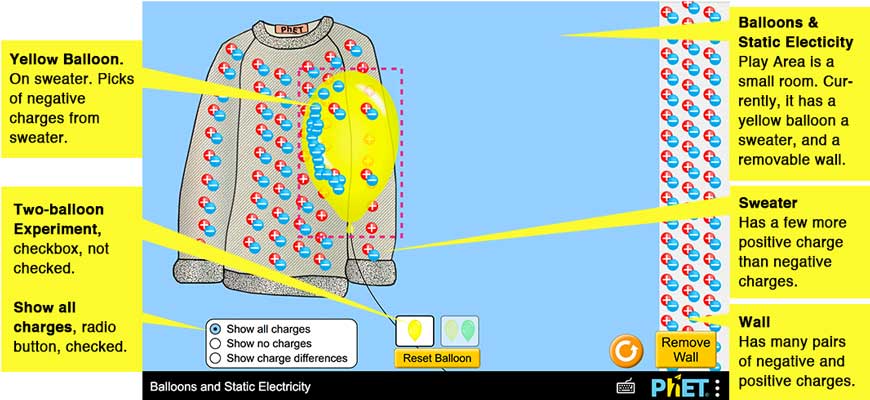 Yellow Balloon.
On sweater. Picks
of negative
charges from
sweater.
Two-balloon
Experiment,
checkbox, not
checked.
Show all
charges, radio
button, checked.
PhET
Show all charges
Show no charges
Show charge differences
Reset Balloon
Remove
Wall
Balloons and Static Electricity
PhET
Balloons &
Static Electicity
Play Area is a
small room. Cur-
rently, it has a
yellow balloon a
sweater, and a
removable wall.
Sweater
Has a few more
positive charge
than negative
charges.
Wall
Has many pairs
of negative and
positive charges.